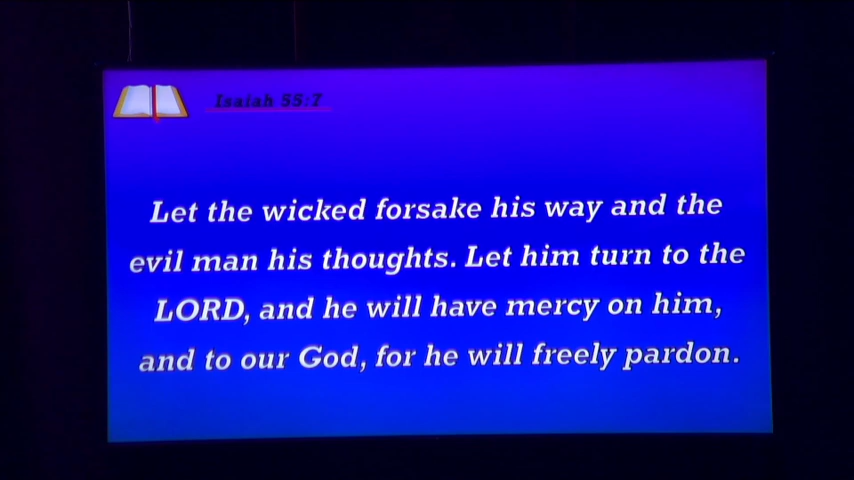 Isaiah 55:7
Let the wicked forsake his way and the
evil man his thoughts. Let him turn to the
LORD, and he will have mercy on him,
and to our God, for he will freely pardon.